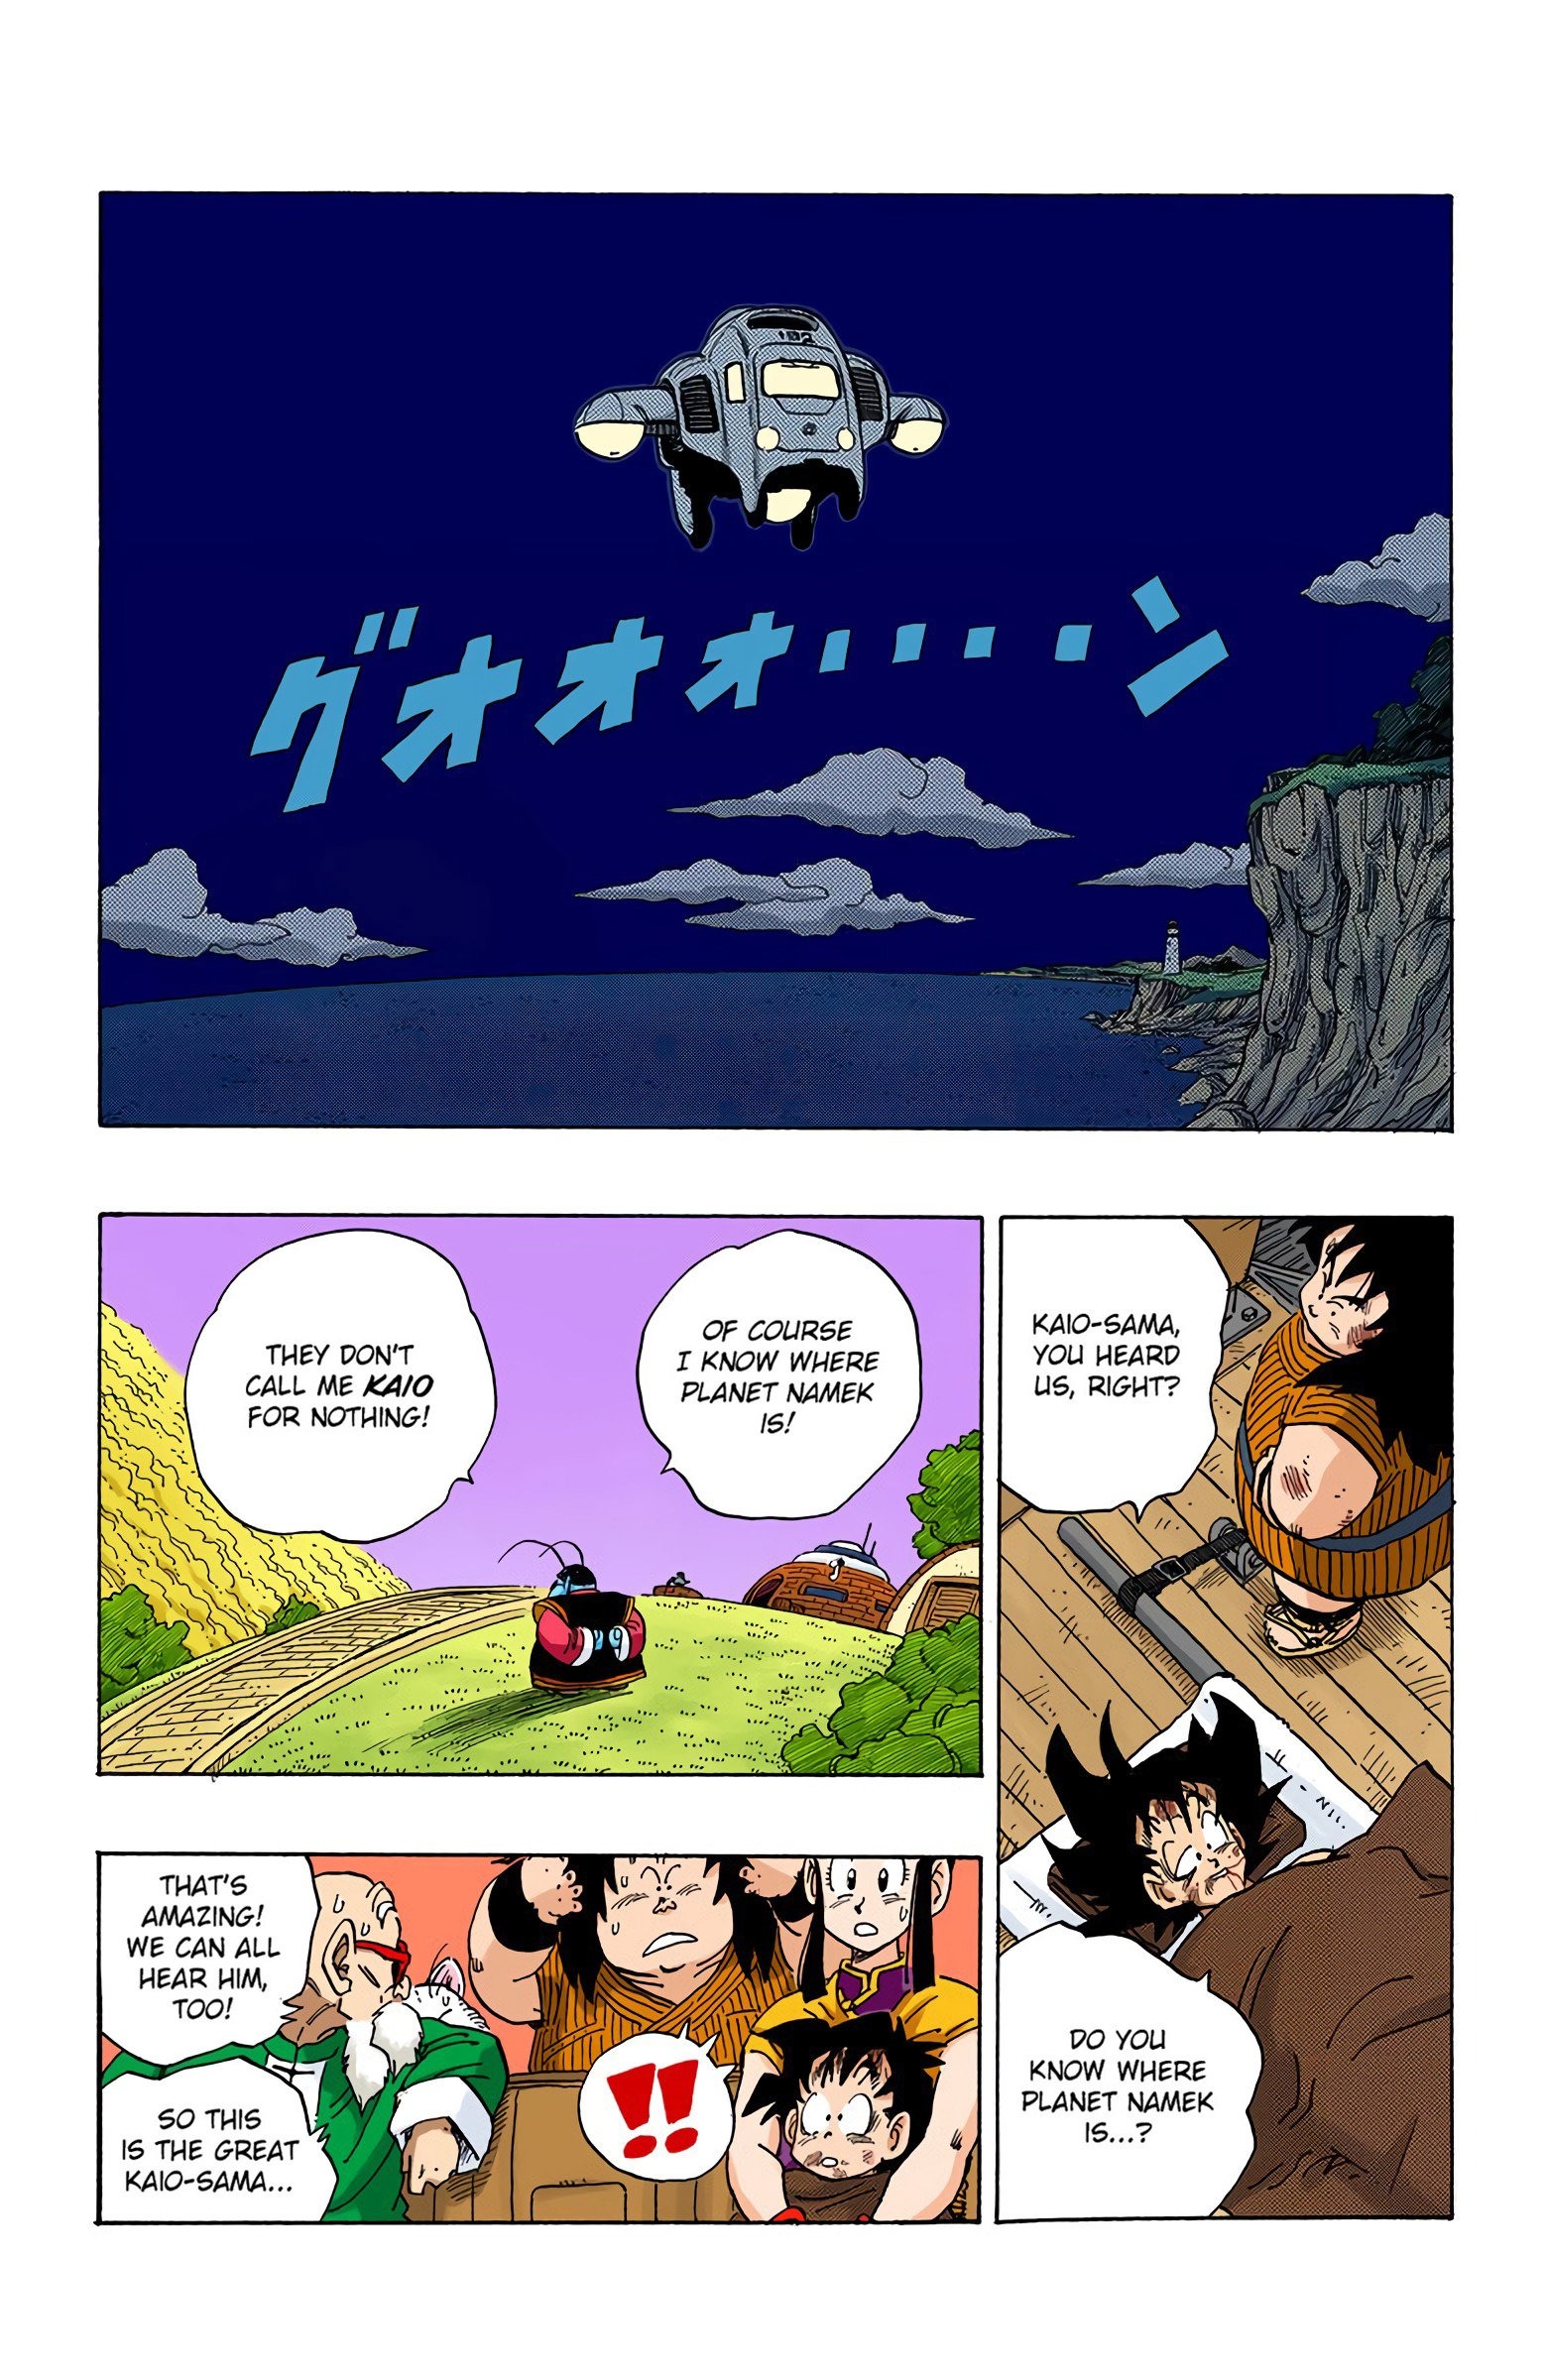 192
グオオォ・・・・ン
KAIO-SAMA,
YOU HEARD
US, RIGHT?
DO YOU
KNOW WHERE
PLANET NAMEK
IS...?
OF COURSE
I KNOW WHERE
PLANET NAMEK
IS!
THEY DON'T
CALL ME KAIO
FOR NOTHING!
!!
THAT'S
AMAZING!
WE CAN ALL
HEAR HIM,
TOO!
SO THIS
IS THE GREAT
KAIO-SAMA...